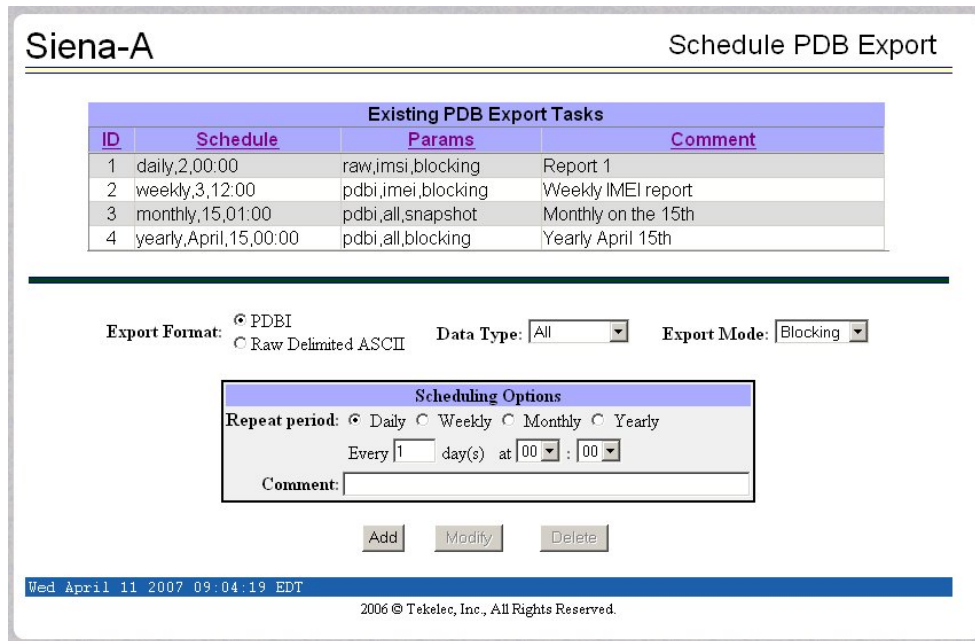 Siena-A
Schedule PDB Export
Existing PDB Export Tasks
ID Schedule Params Comment
1 daily,2,00:00 raw,imsi,blocking Report 1
2 weekly,3,12:00 pdbi,imei,blocking Weekly IMEI report
3 monthly,15,01:00 pdbi,all,snapshot Monthly on the 15th
4 yearly,April,15,00:00 pdbi,all,blocking Yearly April 15th
Export Format: PDBI
Raw Delimited ASCII
Data Type: All
Export Mode: Blocking
Scheduling Options
Repeat period: Daily Weekly Monthly Yearly
Every 1 day(s) at 00 : 00
Comment:
Add Modify Delete
Wed April 11 2007 09:04:19 EDT
2006 © Tekelec, Inc., All Rights Reserved.